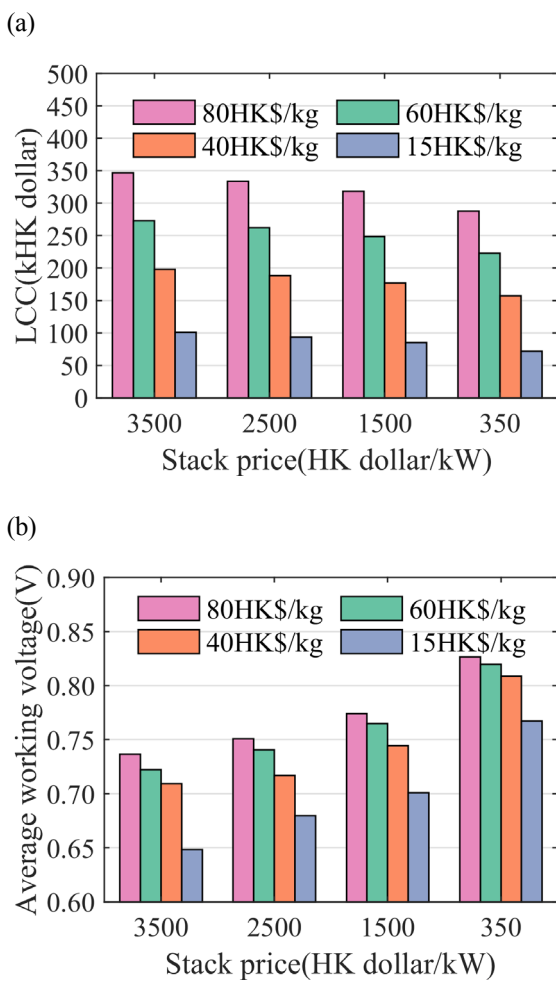 (a)
500
450
400
350
300
250
200
150
100
50
0
LCC(kHK dollar)
80HK$/kg 60HK$/kg
40HK$/kg 15HK$/kg
3500 2500 1500 350
Stack price(HK dollar/kW)
(b)
0.90
0.85
0.80
0.75
0.70
0.65
0.60
Average working voltage(V)
80HK$/kg 60HK$/kg
40HK$/kg 15HK$/kg
3500 2500 1500 350
Stack price(HK dollar/kW)